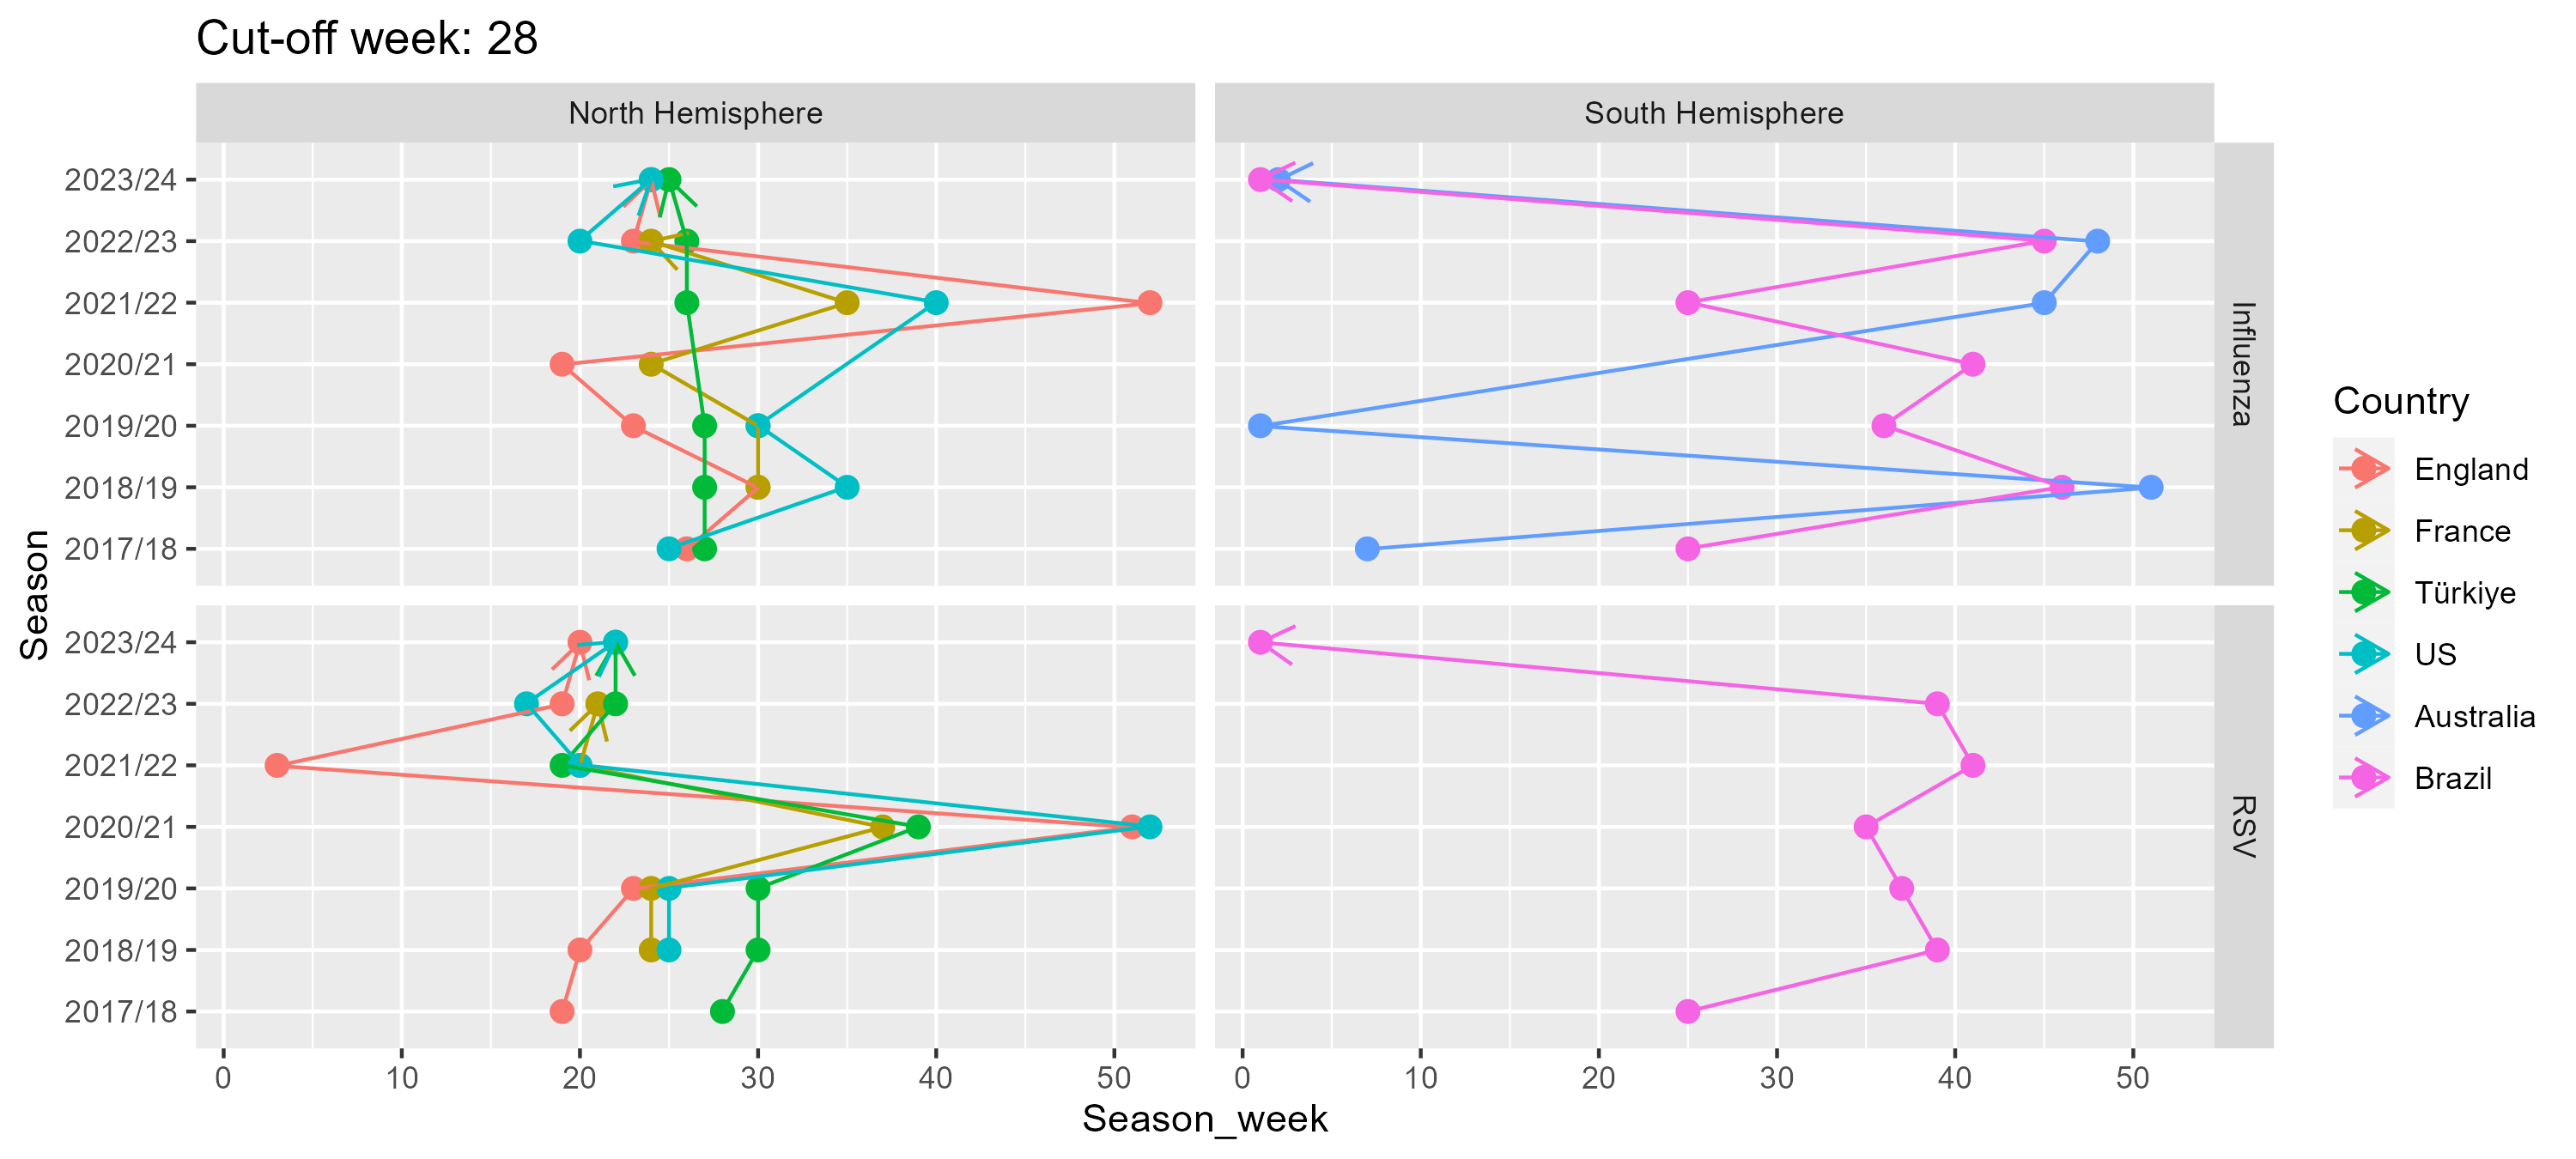 Cut-off week: 28
North Hemisphere
South Hemisphere
2023/24
2022/23
2021/22
2020/21
2019/20
2018/19
2017/18
Influenza
2023/24
2022/23
2021/22
2020/21
2019/20
2018/19
2017/18
RSV
Season
0 10 20 30 40 50
0 10 20 30 40 50
Season_week
Country
England
France
Türkiye
US
Australia
Brazil